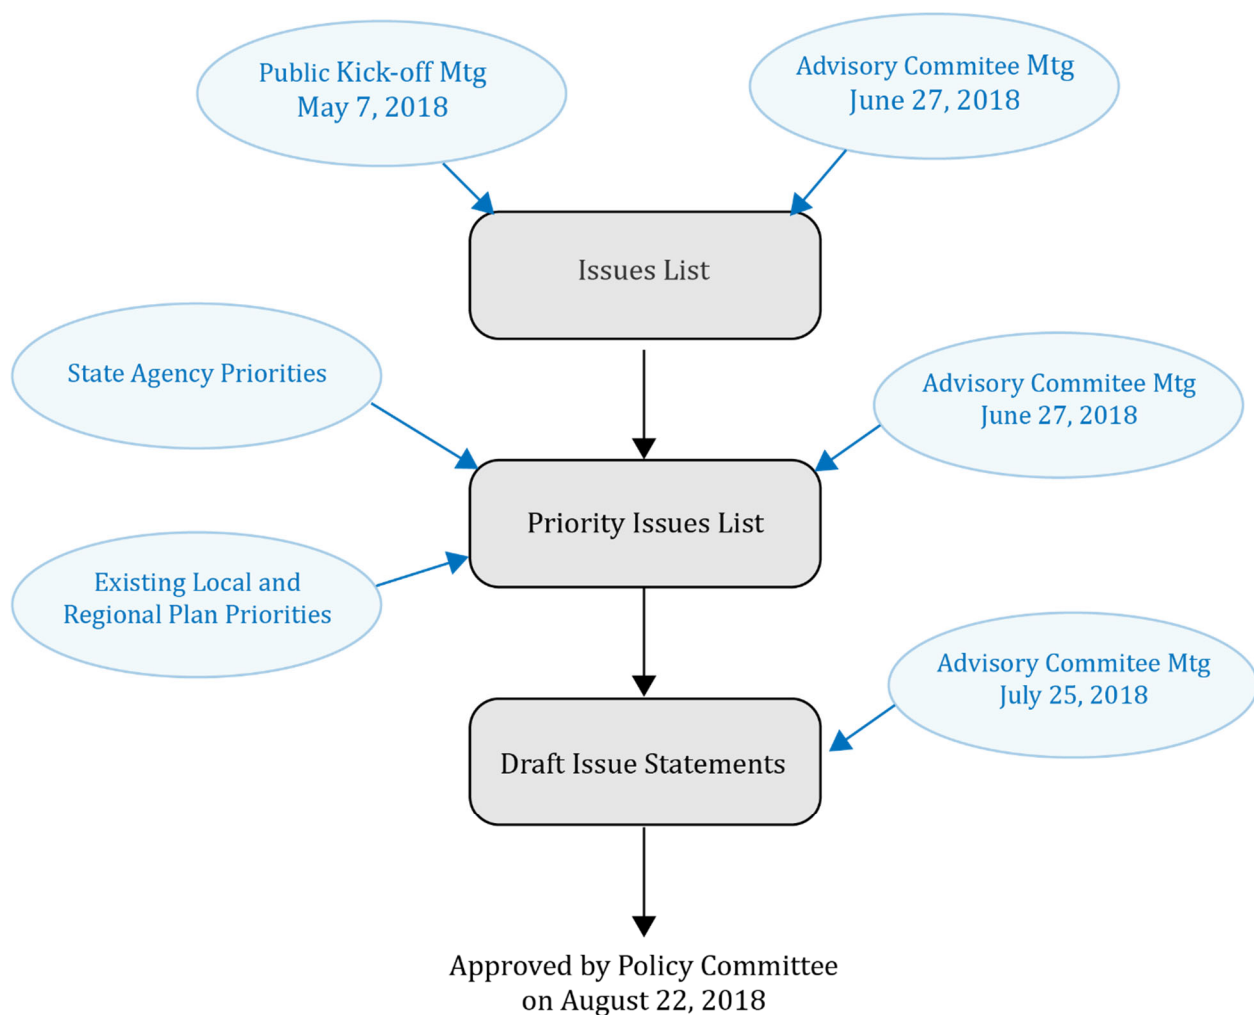 Public Kick-off Mtg
May 7, 2018
Advisory Commitee Mtg
June 27, 2018
Issues List
State Agency Priorities
Advisory Commitee Mtg
June 27, 2018
Priority Issues List
Existing Local and
Regional Plan Priorities
Advisory Commitee Mtg
July 25, 2018
Draft Issue Statements
Approved by Policy Committee
on August 22, 2018